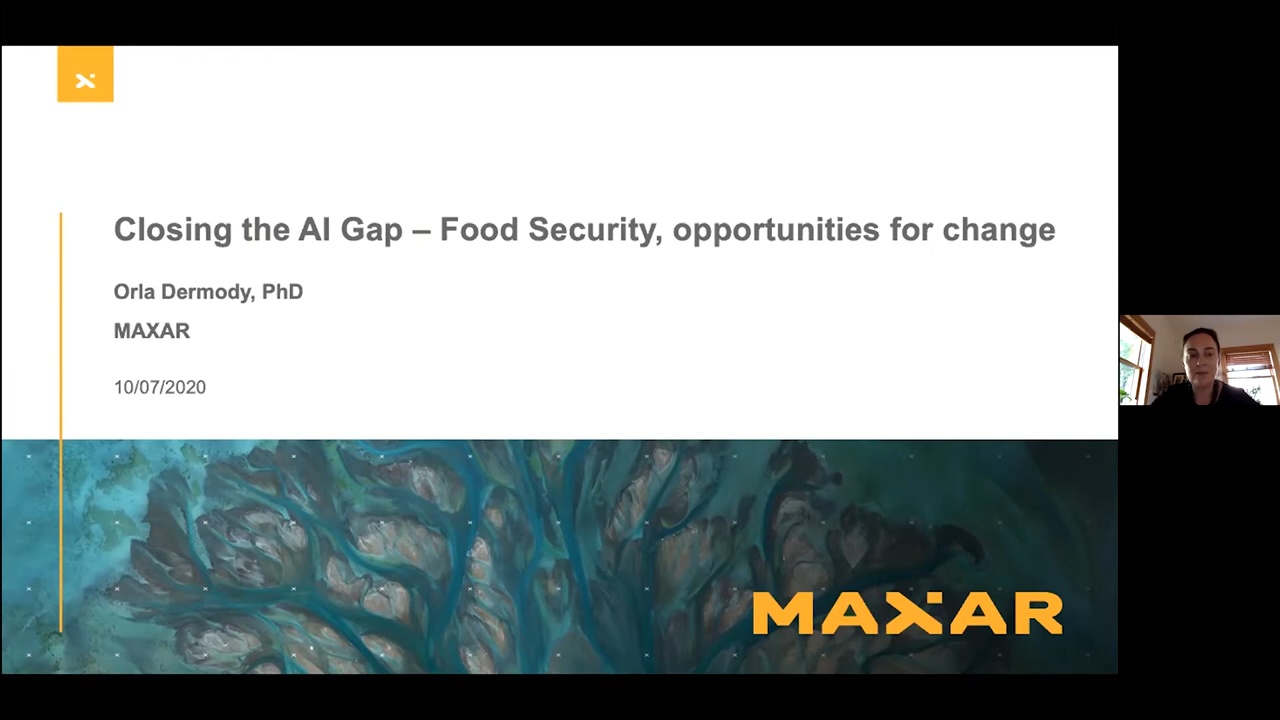 Closing the AI Gap – Food Security, opportunities for change
Orla Dermody, PhD
MAXAR
10/07/2020
MAXAR